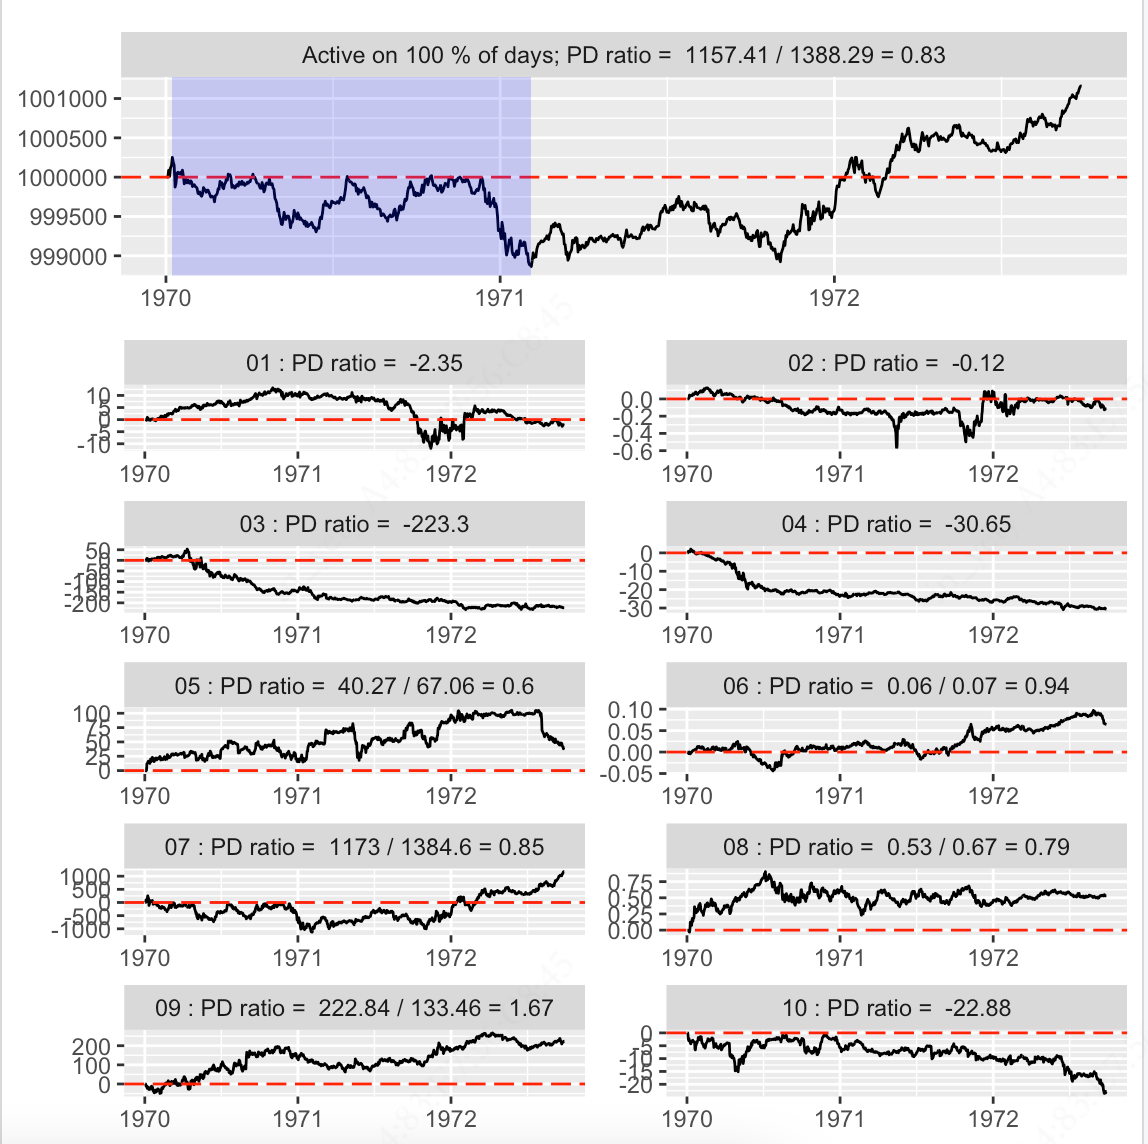 Active on 100 % of days; PD ratio =  1157.41 / 1388.29 = 0.83
1001000
1000500
1000000
999500
999000
1970 1971 1972
01 : PD ratio =  -2.35
10
5
0
-5
-10
1970 1971 1972
02 : PD ratio =  -0.12
0.0
-0.2
-0.4
-0.6
1970 1971 1972
03 : PD ratio =  -223.3
50
0
-50
-100
-150
-200
1970 1971 1972
04 : PD ratio =  -30.65
0
-10
-20
-30
1970 1971 1972
05 : PD ratio =  40.27 / 67.06 = 0.6
100
75
50
25
0
1970 1971 1972
06 : PD ratio =  0.06 / 0.07 = 0.94
0.10
0.05
0.00
-0.05
1970 1971 1972
07 : PD ratio =  1173 / 1384.6 = 0.85
1000
500
0
-500
-1000
1970 1971 1972
08 : PD ratio =  0.53 / 0.67 = 0.79
0.75
0.50
0.25
0.00
1970 1971 1972
09 : PD ratio =  222.84 / 133.46 = 1.67
200
100
0
1970 1971 1972
10 : PD ratio =  -22.88
0
-5
-10
-15
-20
1970 1971 1972